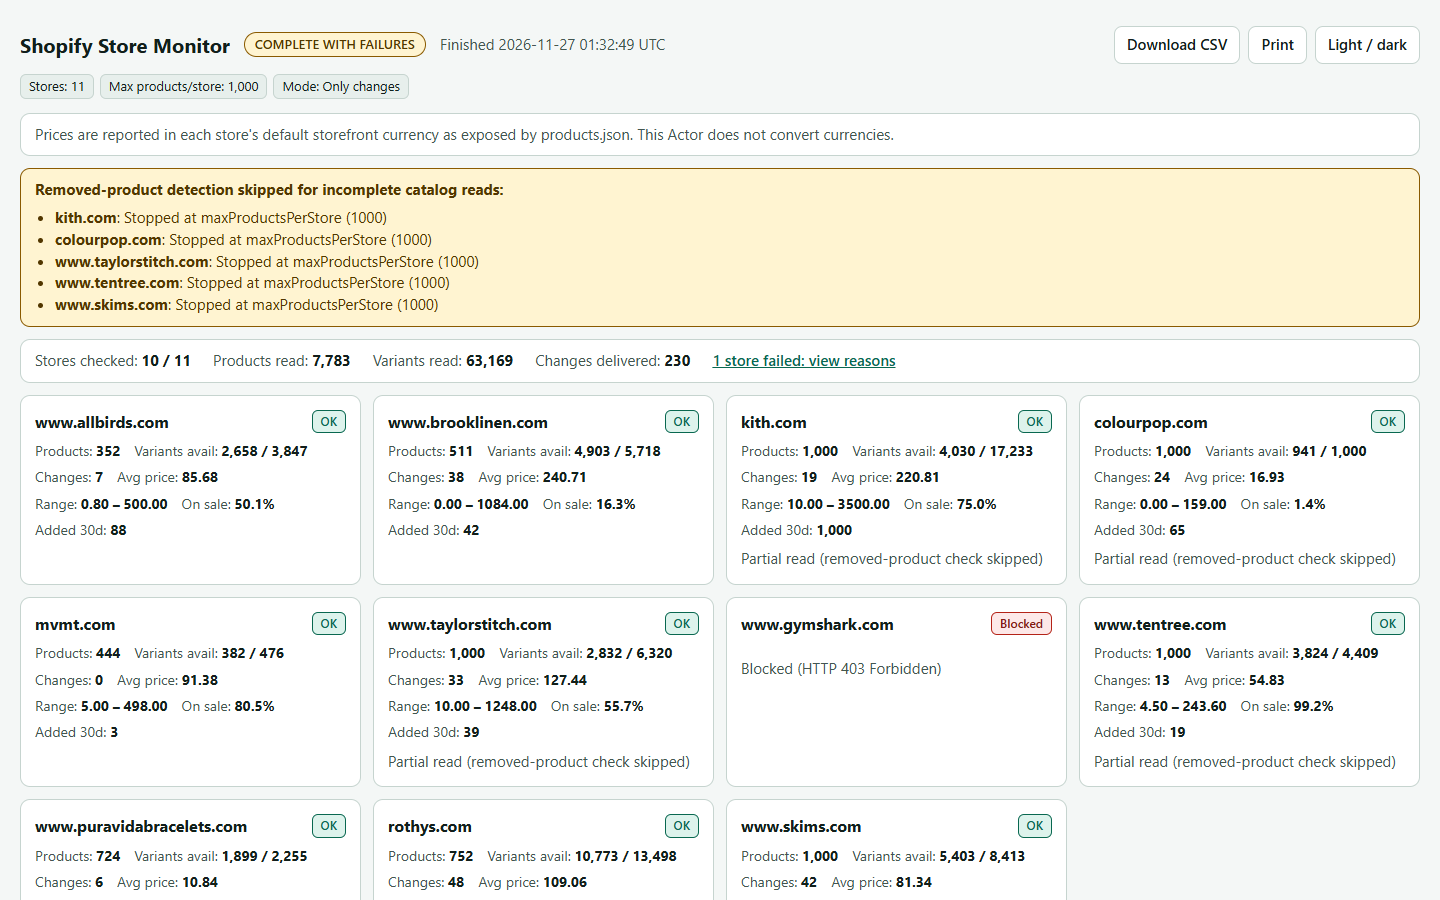 Shopify Store Monitor COMPLETE WITH FAILURES Finished 2026-11-27 01:32:49 UTC Download CSV Print Light / dark
Stores: 11 Max products/store: 1,000 Mode: Only changes
Prices are reported in each store's default storefront currency as exposed by products.json. This Actor does not convert currencies.
Removed-product detection skipped for incomplete catalog reads:
• kith.com: Stopped at maxProductsPerStore (1000)
• colourpop.com: Stopped at maxProductsPerStore (1000)
• www.taylorstitch.com: Stopped at maxProductsPerStore (1000)
• www.tentree.com: Stopped at maxProductsPerStore (1000)
• www.skims.com: Stopped at maxProductsPerStore (1000)
Stores checked: 10 / 11 Products read: 7,783 Variants read: 63,169 Changes delivered: 230 1 store failed: view reasons
www.allbirds.com OK
Products: 352 Variants avail: 2,658 / 3,847
Changes: 7 Avg price: 85.68
Range: 0.80 – 500.00 On sale: 50.1%
Added 30d: 88
www.brooklinen.com OK
Products: 511 Variants avail: 4,903 / 5,718
Changes: 38 Avg price: 240.71
Range: 0.00 – 1084.00 On sale: 16.3%
Added 30d: 42
kith.com OK
Products: 1,000 Variants avail: 4,030 / 17,233
Changes: 19 Avg price: 220.81
Range: 10.00 – 3500.00 On sale: 75.0%
Added 30d: 1,000
Partial read (removed-product check skipped)
colourpop.com OK
Products: 1,000 Variants avail: 941 / 1,000
Changes: 24 Avg price: 16.93
Range: 0.00 – 159.00 On sale: 1.4%
Added 30d: 65
Partial read (removed-product check skipped)
mvmt.com OK
Products: 444 Variants avail: 382 / 476
Changes: 0 Avg price: 91.38
Range: 5.00 – 498.00 On sale: 80.5%
Added 30d: 3
www.taylorstitch.com OK
Products: 1,000 Variants avail: 2,832 / 6,320
Changes: 33 Avg price: 127.44
Range: 10.00 – 1248.00 On sale: 55.7%
Added 30d: 39
Partial read (removed-product check skipped)
www.gymshark.com Blocked
Blocked (HTTP 403 Forbidden)
www.tentree.com OK
Products: 1,000 Variants avail: 3,824 / 4,409
Changes: 13 Avg price: 54.83
Range: 4.50 – 243.60 On sale: 99.2%
Added 30d: 19
Partial read (removed-product check skipped)
www.puravidabracelets.com OK
Products: 724 Variants avail: 1,899 / 2,255
Changes: 6 Avg price: 10.84
rothys.com OK
Products: 752 Variants avail: 10,773 / 13,498
Changes: 48 Avg price: 109.06
www.skims.com OK
Products: 1,000 Variants avail: 5,403 / 8,413
Changes: 42 Avg price: 81.34